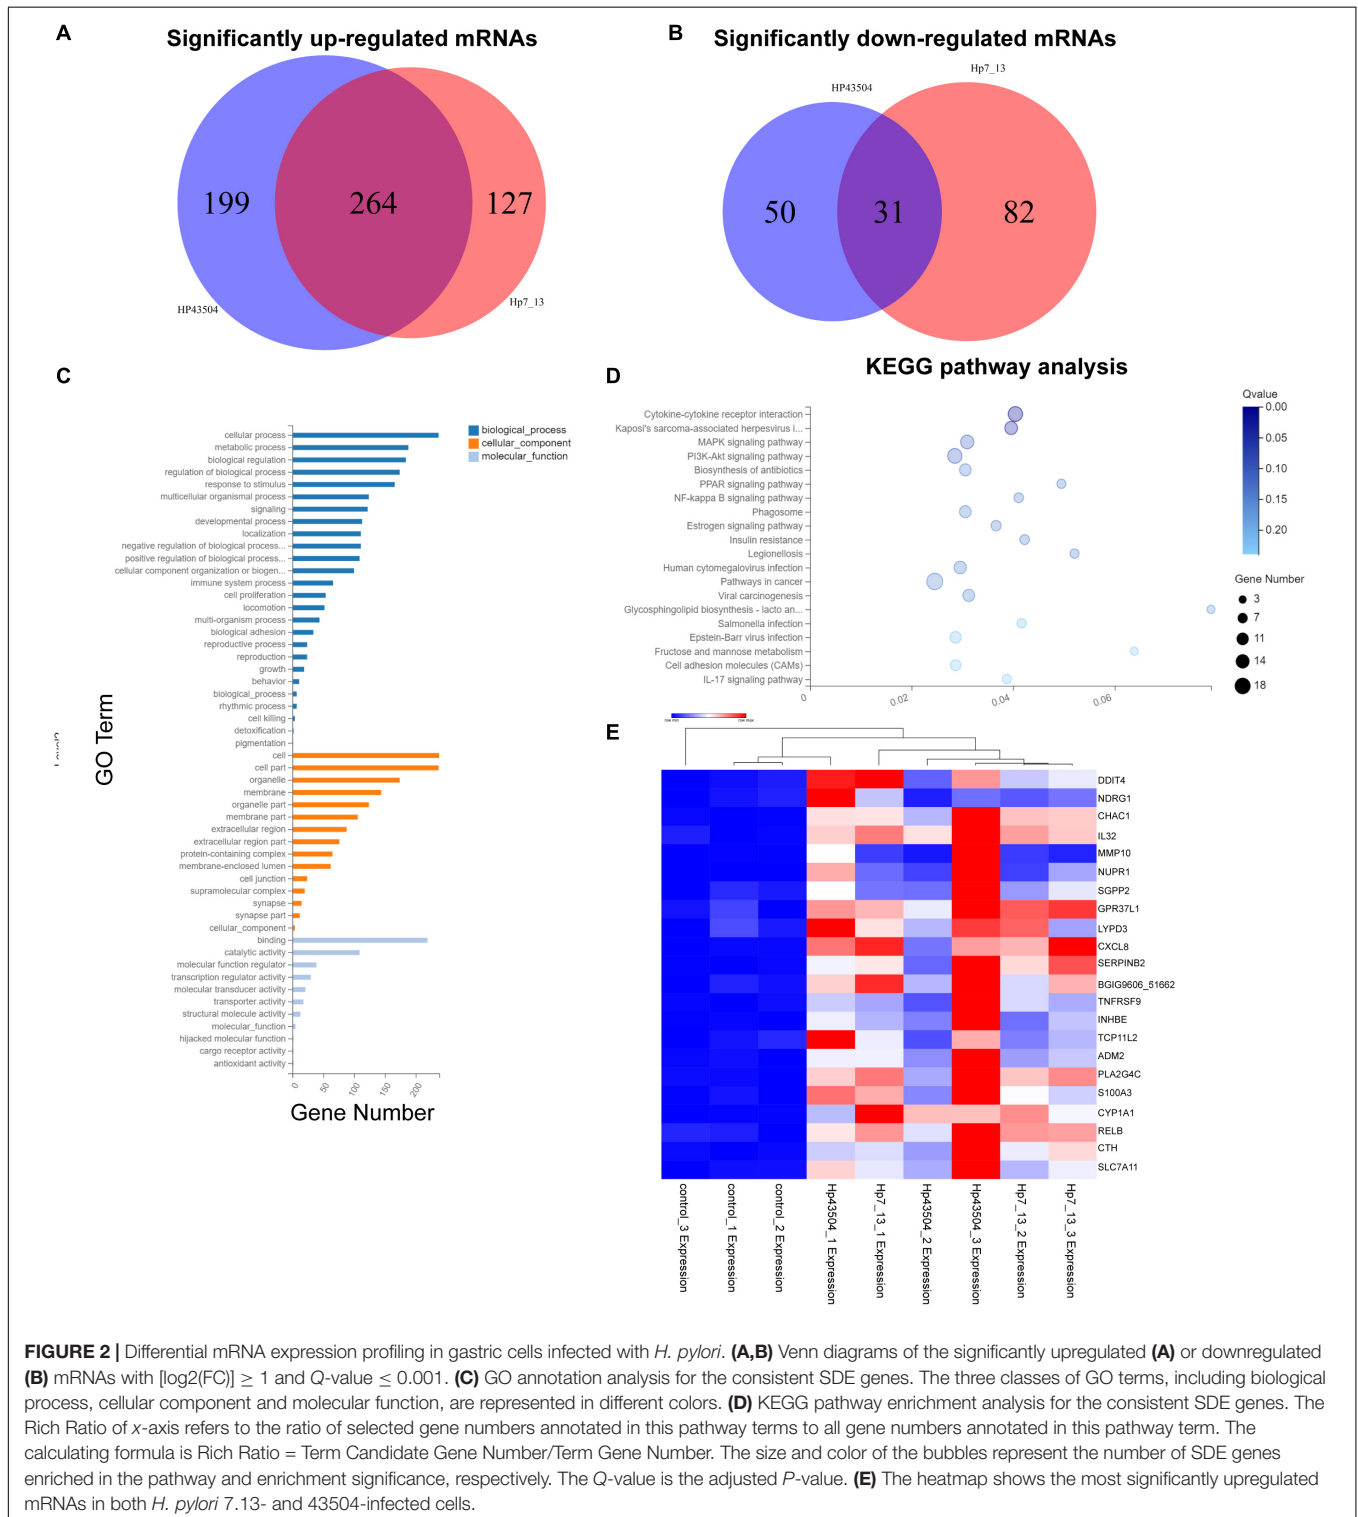 A
Significantly up-regulated mRNAs
199
264
127
HP43504
Hp7_13
B
Significantly down-regulated mRNAs
Hp7_13
HP43504
50
31
82
C
GO Term
cellular process
metabolic process
biological regulation
regulation of biological process
response to stimulus
multicellular organismal process
signaling
developmental process
localization
negative regulation of biological process...
positive regulation of biological process...
cellular component organization or biogen...
immune system process
cell proliferation
locomotion
multi-organism process
biological adhesion
reproductive process
reproduction
growth
behavior
biological_process
rhythmic process
cell killing
detoxification
pigmentation
cell
cell part
organelle
membrane
organelle part
membrane part
extracellular region
extracellular region part
protein-containing complex
membrane-enclosed lumen
cell junction
supramolecular complex
synapse
synapse part
cellular_component
binding
catalytic activity
molecular function regulator
transcription regulator activity
molecular transducer activity
transporter activity
structural molecule activity
molecular_function
hijacked molecular function
cargo receptor activity
antioxidant activity
0 50 100 150 200
Gene Number
biological_process
cellular_component
molecular_function
D
KEGG pathway analysis
Cytokine-cytokine receptor interaction
Kaposi's sarcoma-associated herpesvirus i...
MAPK signaling pathway
PI3K-Akt signaling pathway
Biosynthesis of antibiotics
PPAR signaling pathway
NF-kappa B signaling pathway
Phagosome
Estrogen signaling pathway
Insulin resistance
Legionellosis
Human cytomegalovirus infection
Pathways in cancer
Viral carcinogenesis
Glycosphingolipid biosynthesis - lacto an...
Salmonella infection
Epstein-Barr virus infection
Fructose and mannose metabolism
Cell adhesion molecules (CAMs)
IL-17 signaling pathway
0 0.02 0.04 0.06
Qvalue
0.00
0.05
0.10
0.15
0.20
Gene Number
3
7
11
14
18
E
row min row max
DDIT4
NDRG1
CHAC1
IL32
MMP10
NUPR1
SGPP2
GPR37L1
LYPD3
CXCL8
SERPINB2
BGIG9606_51662
TNFRSF9
INHBE
TCP11L2
ADM2
PLA2G4C
S100A3
CYP1A1
RELB
CTH
SLC7A11
control_3 Expression
control_1 Expression
control_2 Expression
Hp43504_1 Expression
Hp7_13_1 Expression
Hp43504_2 Expression
Hp43504_3 Expression
Hp7_13_2 Expression
Hp7_13_3 Expression
FIGURE 2 | Differential mRNA expression profiling in gastric cells infected with H. pylori. (A,B) Venn diagrams of the significantly upregulated (A) or downregulated
(B) mRNAs with [log2(FC)] ≥ 1 and Q-value ≤ 0.001. (C) GO annotation analysis for the consistent SDE genes. The three classes of GO terms, including biological
process, cellular component and molecular function, are represented in different colors. (D) KEGG pathway enrichment analysis for the consistent SDE genes. The
Rich Ratio of x-axis refers to the ratio of selected gene numbers annotated in this pathway terms to all gene numbers annotated in this pathway term. The
calculating formula is Rich Ratio = Term Candidate Gene Number/Term Gene Number. The size and color of the bubbles represent the number of SDE genes
enriched in the pathway and enrichment significance, respectively. The Q-value is the adjusted P-value. (E) The heatmap shows the most significantly upregulated
mRNAs in both H. pylori 7.13- and 43504-infected cells.